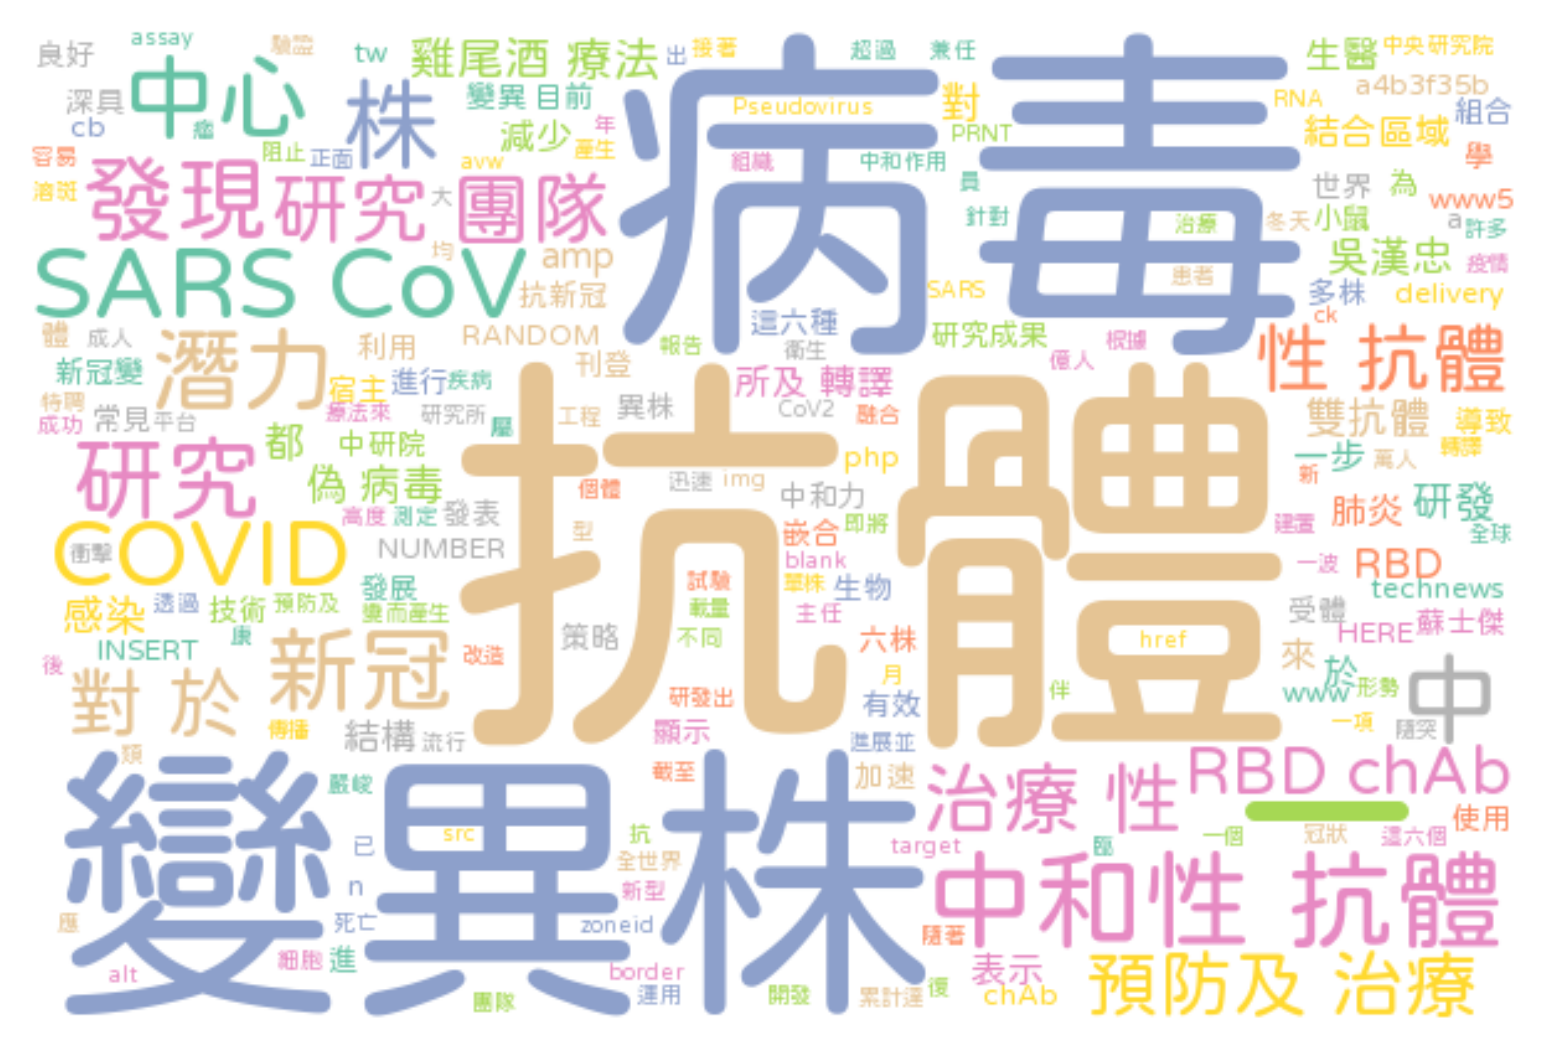 良好
assay
驗證
tw
雞尾酒 療法
出
接著
超過
兼任
生醫
中央研究院
深具
中心
株
變異 目前
病毒
Pseudovirus
對
RNA
a4b3f35b
cb
瘤
減少
年
PRNT
結合區域
組合
容易
阻止
正面
avw
產生
組織
中和作用
學
溶斑
發現
研究
團隊
大
員
世界
為
www5
針對
治療
冬天
小鼠
a
許多
SARS CoV
均
amp
吳漢忠
疫情
抗新冠
SARS
患者
多株
delivery
ck
體
成人
潛力
利用
RANDOM
這六種
研究成果
根據
性 抗體
報告
衛生
億人
刊登
新冠變
宿主
進行
疾病
所及 轉譯
特聘
成功
常見
平台
療法來
研究所
屬
工程
異株
CoV2
融合
雙抗體
導致
研究
都
中研院
抗體
php
一步
萬人
轉譯
新
偽 病毒
個體
迅速
img
中和力
高度
測定
發表
型
嵌合
即將
建置
肺炎
研發
全球
COVID
衝擊
NUMBER
blank
一波
RBD
發展
試驗
單株
生物
technews
感染
透過
技術
預防及
變而產生
載量
主任
受體
INSERT
康
新冠
策略
不同
六株
href
HERE
蘇士傑
後
改造
月
來
於
對 於
研發出
有效
伴
www
形勢
中
傳播
結構
流行
顯示
進展並
一項
隨突
類
變異株
嚴峻
截至
加速
治療 性
RBD chAb
一
使用
src
抗
target
臨
一個
冠狀
這六個
已
全世界
n
新型
中和性 抗體
應
死亡
zoneid
隨著
alt
細胞
進
border
表示
預防及 治療
團隊
運用
開發
累計達
復
chAb